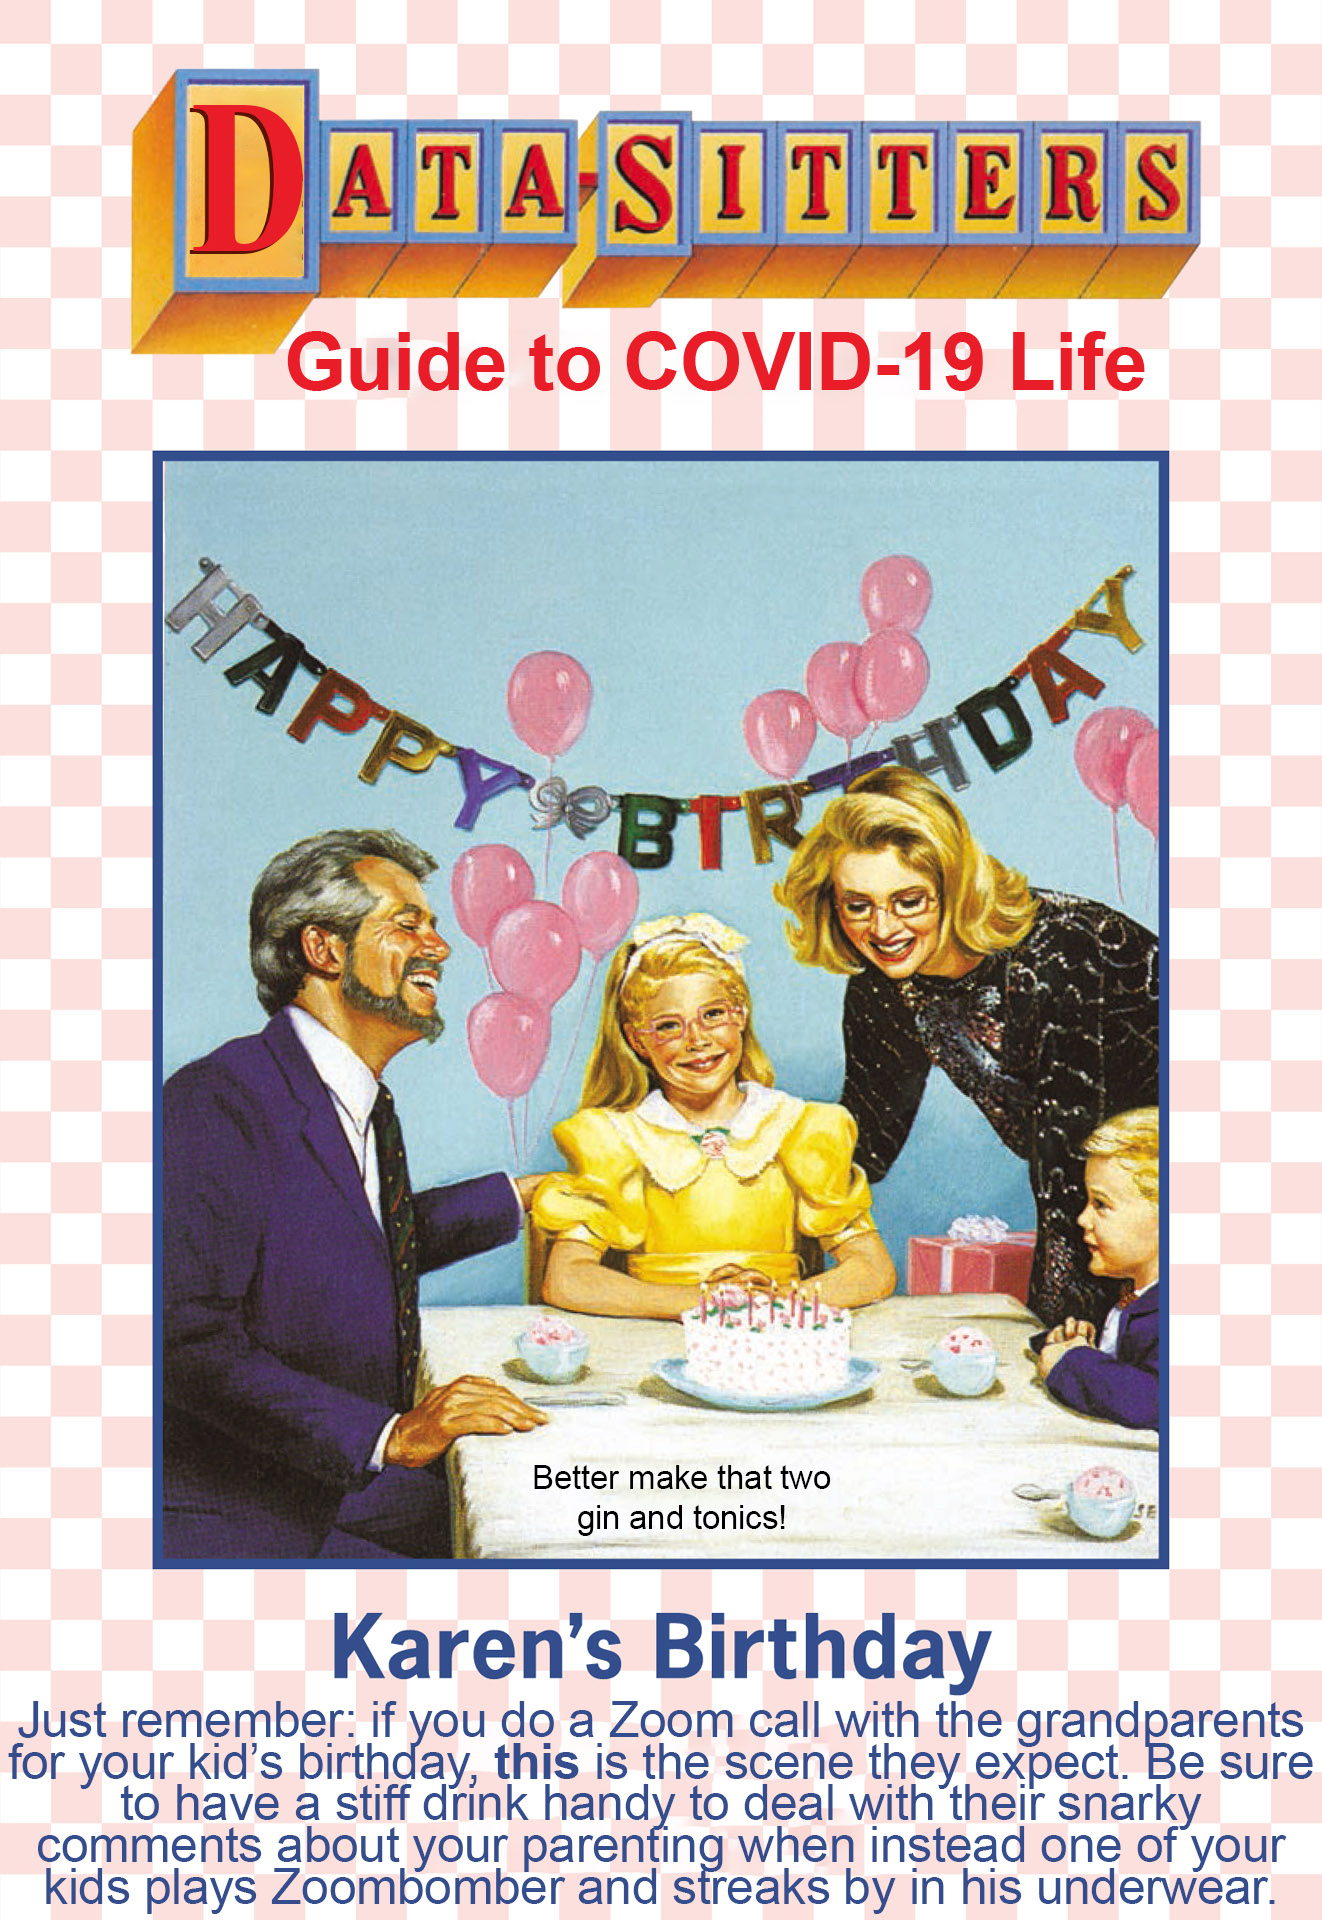 DATA-SITTERS
Guide to COVID-19 Life
HAPPY BIRTHDAY
Better make that two
gin and tonics!
SE
Karen's Birthday
Just remember: if you do a Zoom call with the grandparents
for your kid's birthday, this is the scene they expect. Be sure
to have a stiff drink handy to deal with their snarky
comments about your parenting when instead one of your
kids plays Zoombomber and streaks by in his underwear.